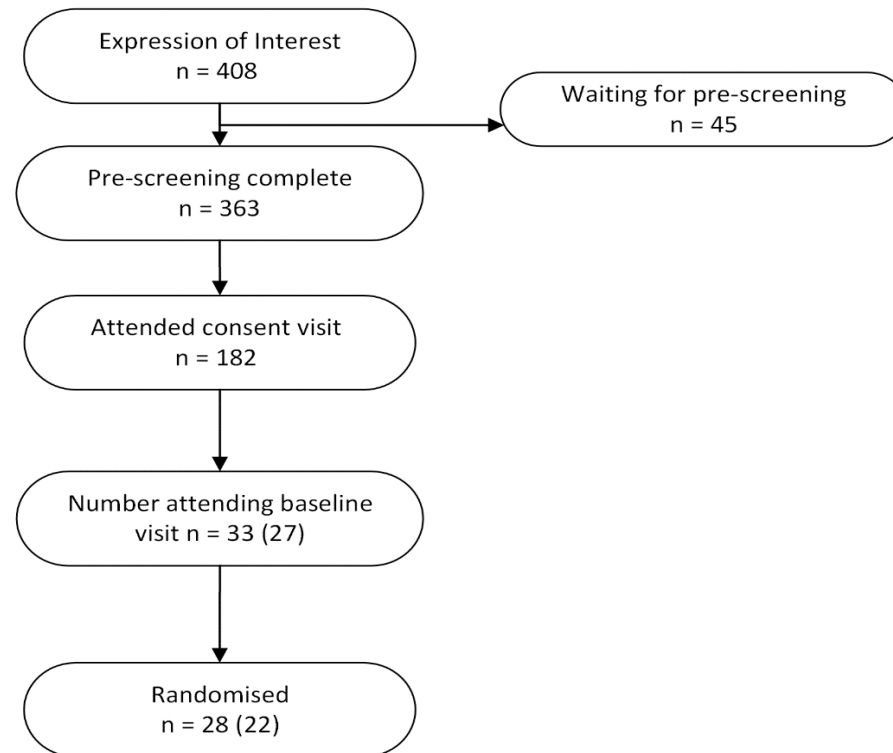 Expression of Interest
n = 408
Waiting for pre-screening
n = 45
Pre-screening complete
n = 363
Attended consent visit
n = 182
Number attending baseline
visit n = 33 (27)
Randomised
n = 28 (22)